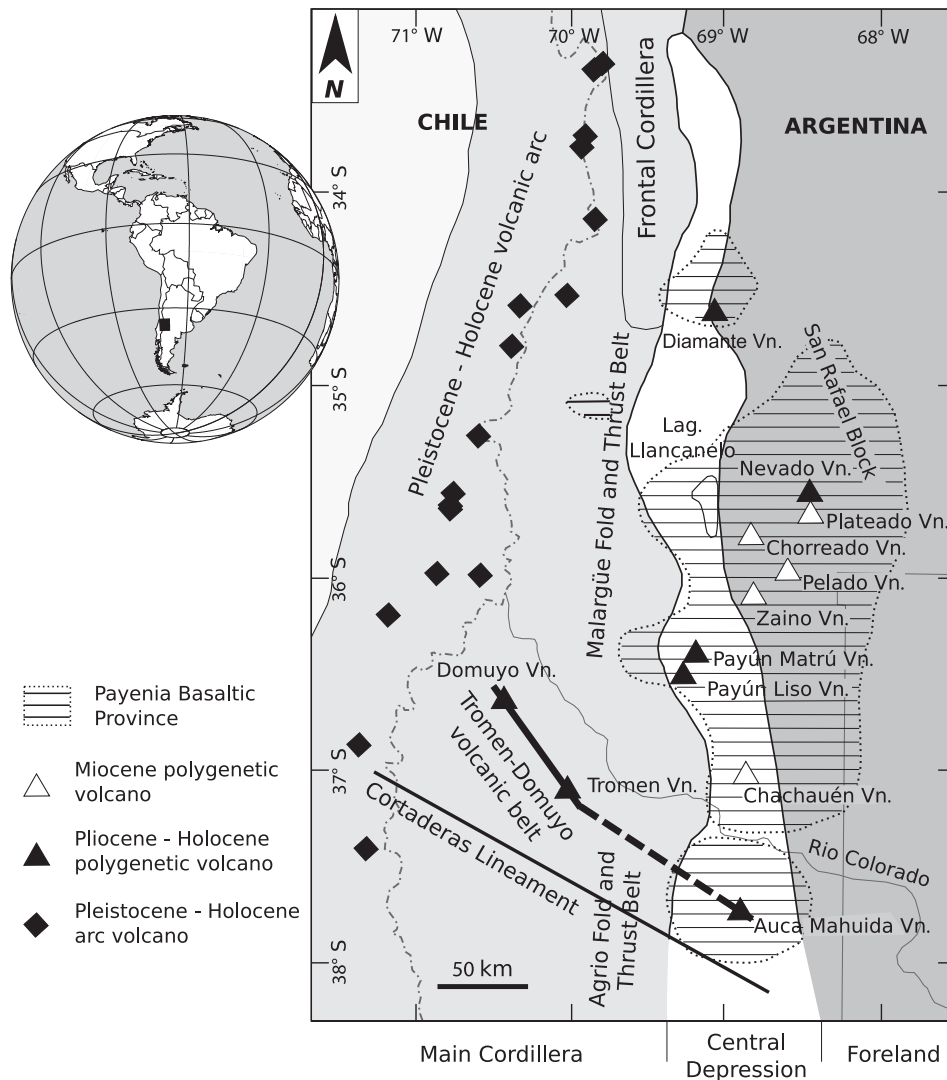 71° W
70° W
69° W
68° W
N
CHILE
ARGENTINA
Frontal Cordillera
Pleistocene - Holocene volcanic arc
34° S
Diamante Vn.
San Rafael Block
35° S
Malargüe Fold and Thrust Belt
Lag.
Llancanelo
Nevado Vn.
Plateado Vn.
Chorreado Vn.
36° S
Pelado Vn.
Zaino Vn.
Payún Matrú Vn.
Domuyo Vn.
Payún Liso Vn.
Tromen-Domuyo
volcanic belt
37° S
Tromen Vn.
Chachauén Vn.
Cortaderas Lineament
Rio Colorado
Agrio Fold and
Thrust Belt
Auca Mahuida Vn.
38° S
50 km
Payenia Basaltic
Province
Miocene polygenetic
volcano
Pliocene - Holocene
polygenetic volcano
Pleistocene - Holocene
arc volcano
Main Cordillera
Central
Depression
Foreland